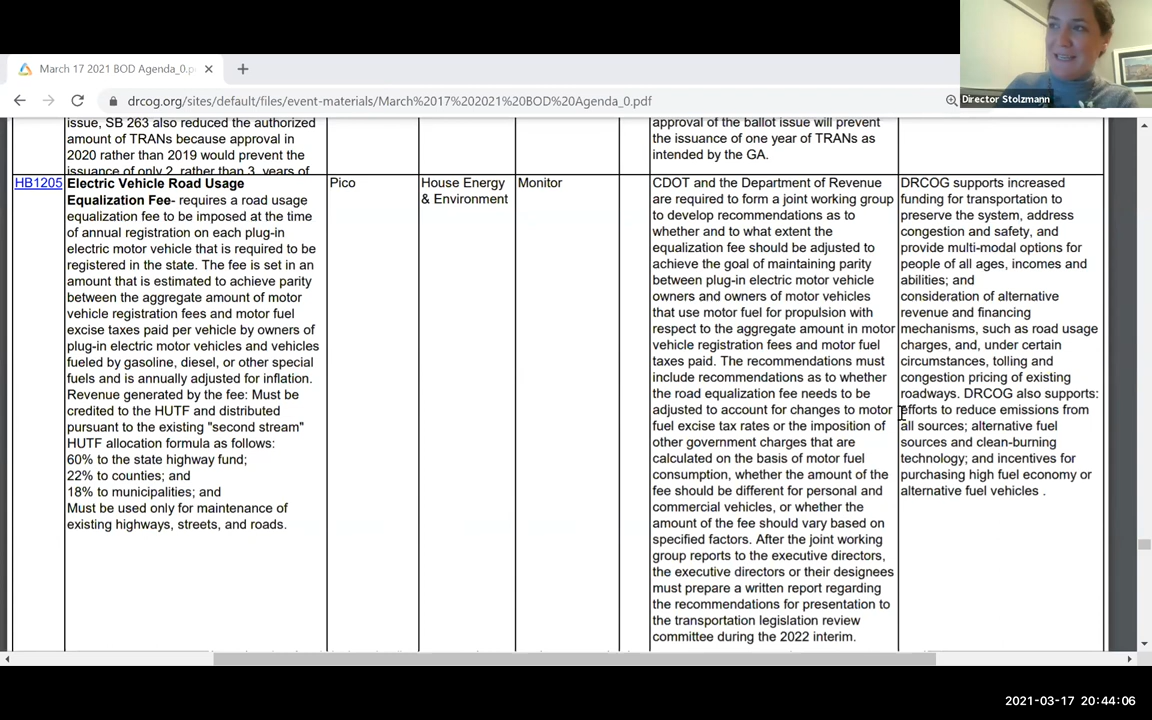 March 17 2021 BOD Agenda_0.p
drcog.org/sites/default/files/event-materials/March%2017%202021%20BOD%20Agenda_0.pdf
Director Stolzmann
issue, SB 263 also reduced the authorized
amount of TRANs because approval in
2020 rather than 2019 would prevent the
issuance of only 2, rather than 3, years of
approval of the ballot issue will prevent
the issuance of one year of TRANs as
intended by the GA.
HB1205
Electric Vehicle Road Usage
Equalization Fee- requires a road usage
equalization fee to be imposed at the time
of annual registration on each plug-in
electric motor vehicle that is required to be
registered in the state. The fee is set in an
amount that is estimated to achieve parity
between the aggregate amount of motor
vehicle registration fees and motor fuel
excise taxes paid per vehicle by owners of
plug-in electric motor vehicles and vehicles
fueled by gasoline, diesel, or other special
fuels and is annually adjusted for inflation.
Revenue generated by the fee: Must be
credited to the HUTF and distributed
pursuant to the existing "second stream"
HUTF allocation formula as follows:
60% to the state highway fund;
22% to counties; and
18% to municipalities; and
Must be used only for maintenance of
existing highways, streets, and roads.
Pico
House Energy
& Environment
Monitor
CDOT and the Department of Revenue
are required to form a joint working group
to develop recommendations as to
whether and to what extent the
equalization fee should be adjusted to
achieve the goal of maintaining parity
between plug-in electric motor vehicle
owners and owners of motor vehicles
that use motor fuel for propulsion with
respect to the aggregate amount in motor
vehicle registration fees and motor fuel
taxes paid. The recommendations must
include recommendations as to whether
the road equalization fee needs to be
adjusted to account for changes to motor
fuel excise tax rates or the imposition of
other government charges that are
calculated on the basis of motor fuel
consumption, whether the amount of the
fee should be different for personal and
commercial vehicles, or whether the
amount of the fee should vary based on
specified factors. After the joint working
group reports to the executive directors,
the executive directors or their designees
must prepare a written report regarding
the recommendations for presentation to
the transportation legislation review
committee during the 2022 interim.
DRCOG supports increased
funding for transportation to
preserve the system, address
congestion and safety, and
provide multi-modal options for
people of all ages, incomes and
abilities; and
consideration of alternative
revenue and financing
mechanisms, such as road usage
charges, and, under certain
circumstances, tolling and
congestion pricing of existing
roadways. DRCOG also supports:
efforts to reduce emissions from
all sources; alternative fuel
sources and clean-burning
technology; and incentives for
purchasing high fuel economy or
alternative fuel vehicles .
2021-03-17 20:44:06